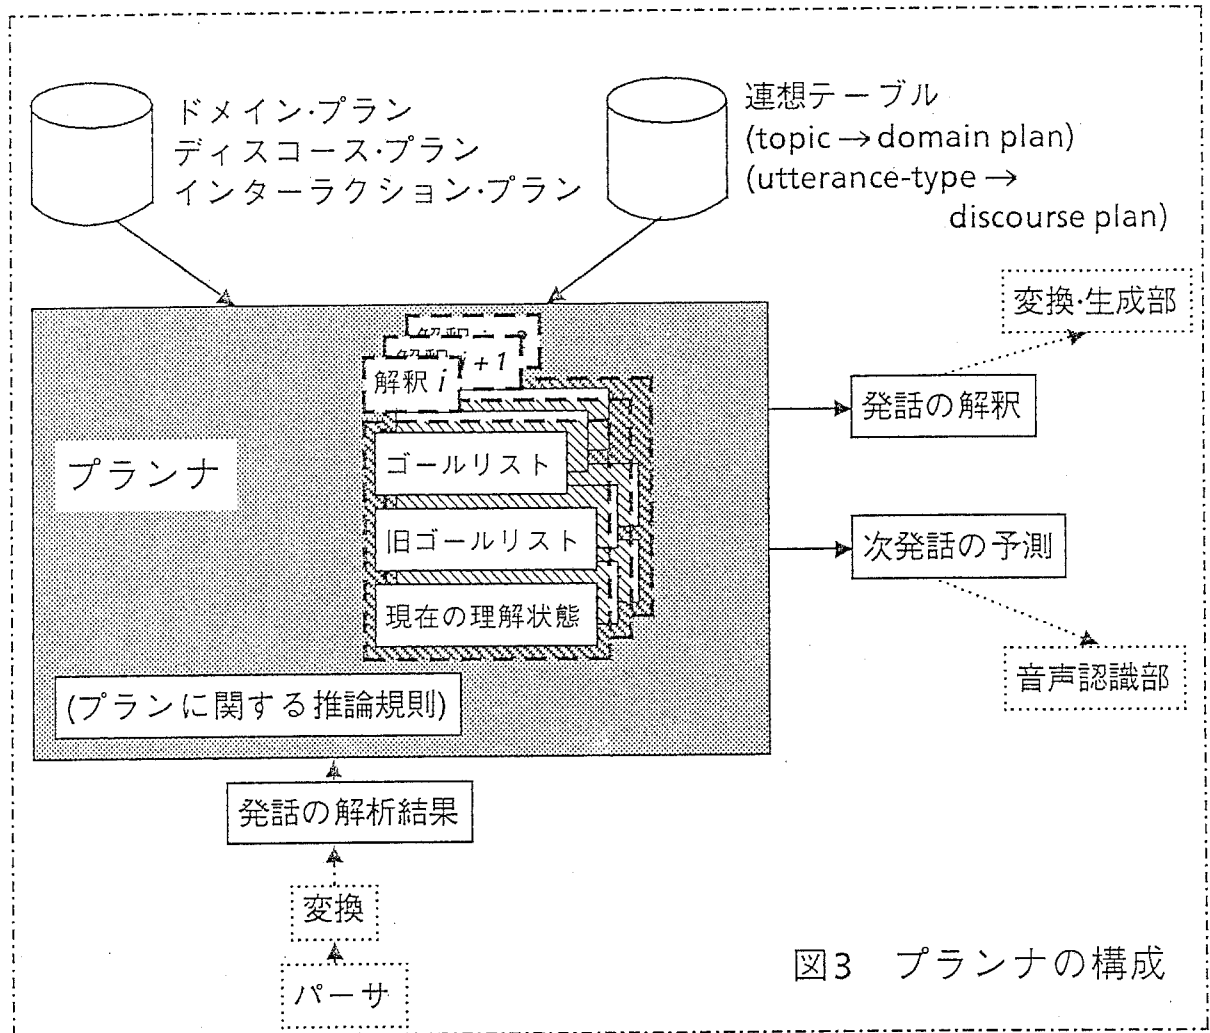 ドメイン・プラン
ディスコース・プラン
インターラクション・プラン
連想テーブル
(topic→domain plan)
(utterance-type→
discourse plan)
変換・生成部
解釈 i + 1
解釈 i
発話の解釈
プランナ
ゴールリスト
旧ゴールリスト
次発話の予測
現在の理解状態
音声認識部
(プランに関する推論規則)
発話の解析結果
変換
パーサ
図3 プランナの構成